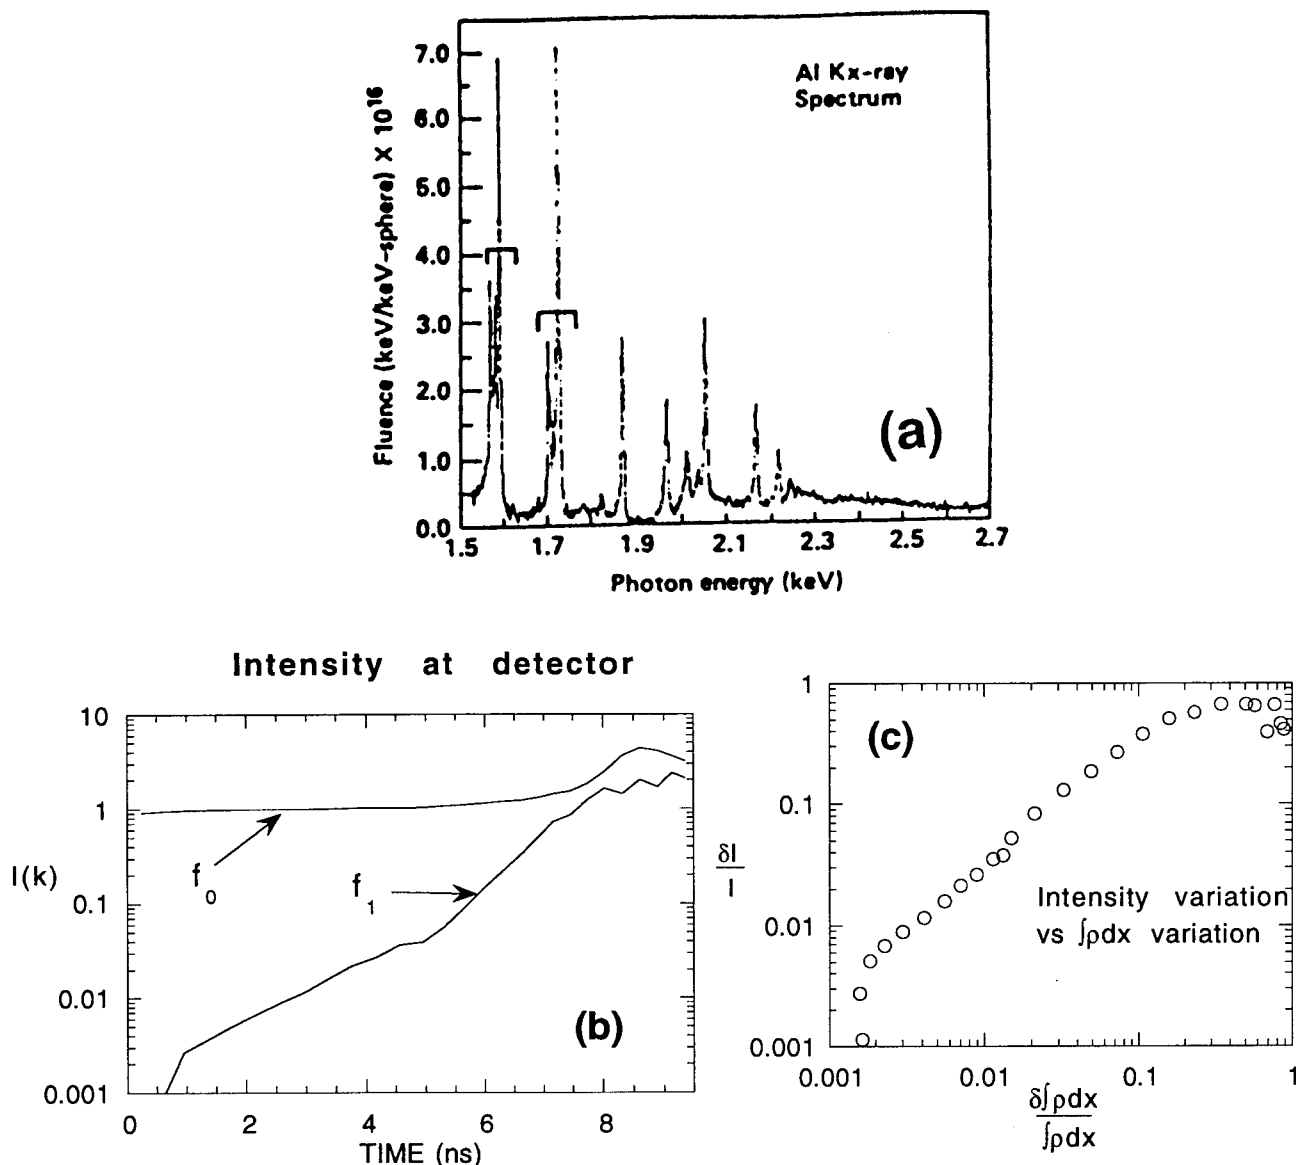 7.0
6.0
5.0
4.0
3.0
2.0
1.0
0.0
Fluence (keV/keV-sphere) X 10¹⁶
Al Kx-ray
Spectrum
(a)
1.5 1.7 1.9 2.1 2.3 2.5 2.7
Photon energy (keV)
Intensity at detector
10
1
0.1
0.01
0.001
I(k)
f₀
f₁
(b)
0 2 4 6 8
TIME (ns)
1
0.1
0.01
0.001
δI
I
(c)
Intensity variation
vs ∫ρdx variation
0.001 0.01 0.1 1
δ∫ρdx
∫ρdx